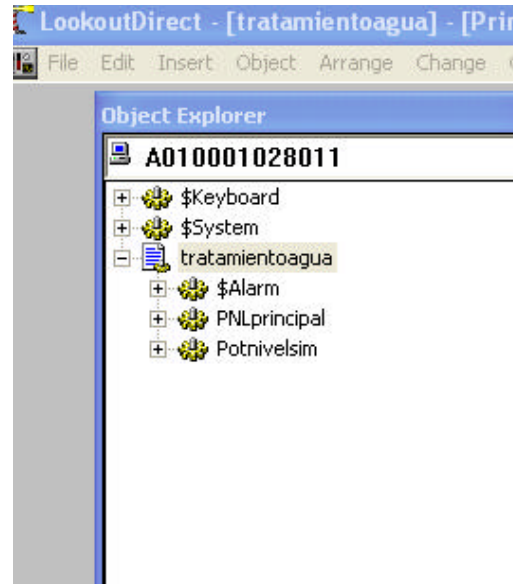 LookoutDirect - [tratamientoagua] - [Pri
File Edit Insert Object Arrange Change
Object Explorer
A010001028011
$Keyboard
$System
tratamientoagua
$Alarm
PNLprincipal
Potnivelsim